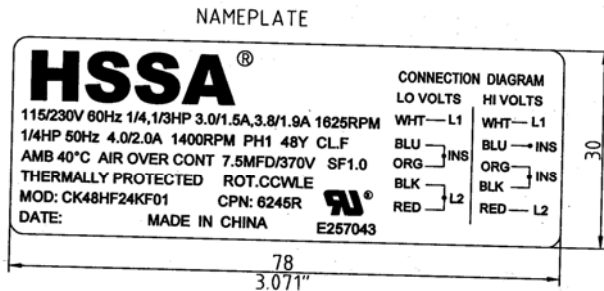 NAMEPLATE
HSSA®
115/230V 60Hz 1/4,1/3HP 3.0/1.5A,3.8/1.9A 1625RPM
1/4HP 50Hz 4.0/2.0A 1400RPM PH1 48Y CL.F
AMB 40°C AIR OVER CONT 7.5MFD/370V SF1.0
THERMALLY PROTECTED ROT.CCWLE
MOD: CK48HF24KF01 CPN: 6245R
DATE: MADE IN CHINA
RU®
E257043
CONNECTION DIAGRAM
LO VOLTS HI VOLTS
WHT L1 WHT L1
BLU BLU INS
INS
ORG ORG
INS
BLK BLK
L2
RED RED L2
30
78
3.071"